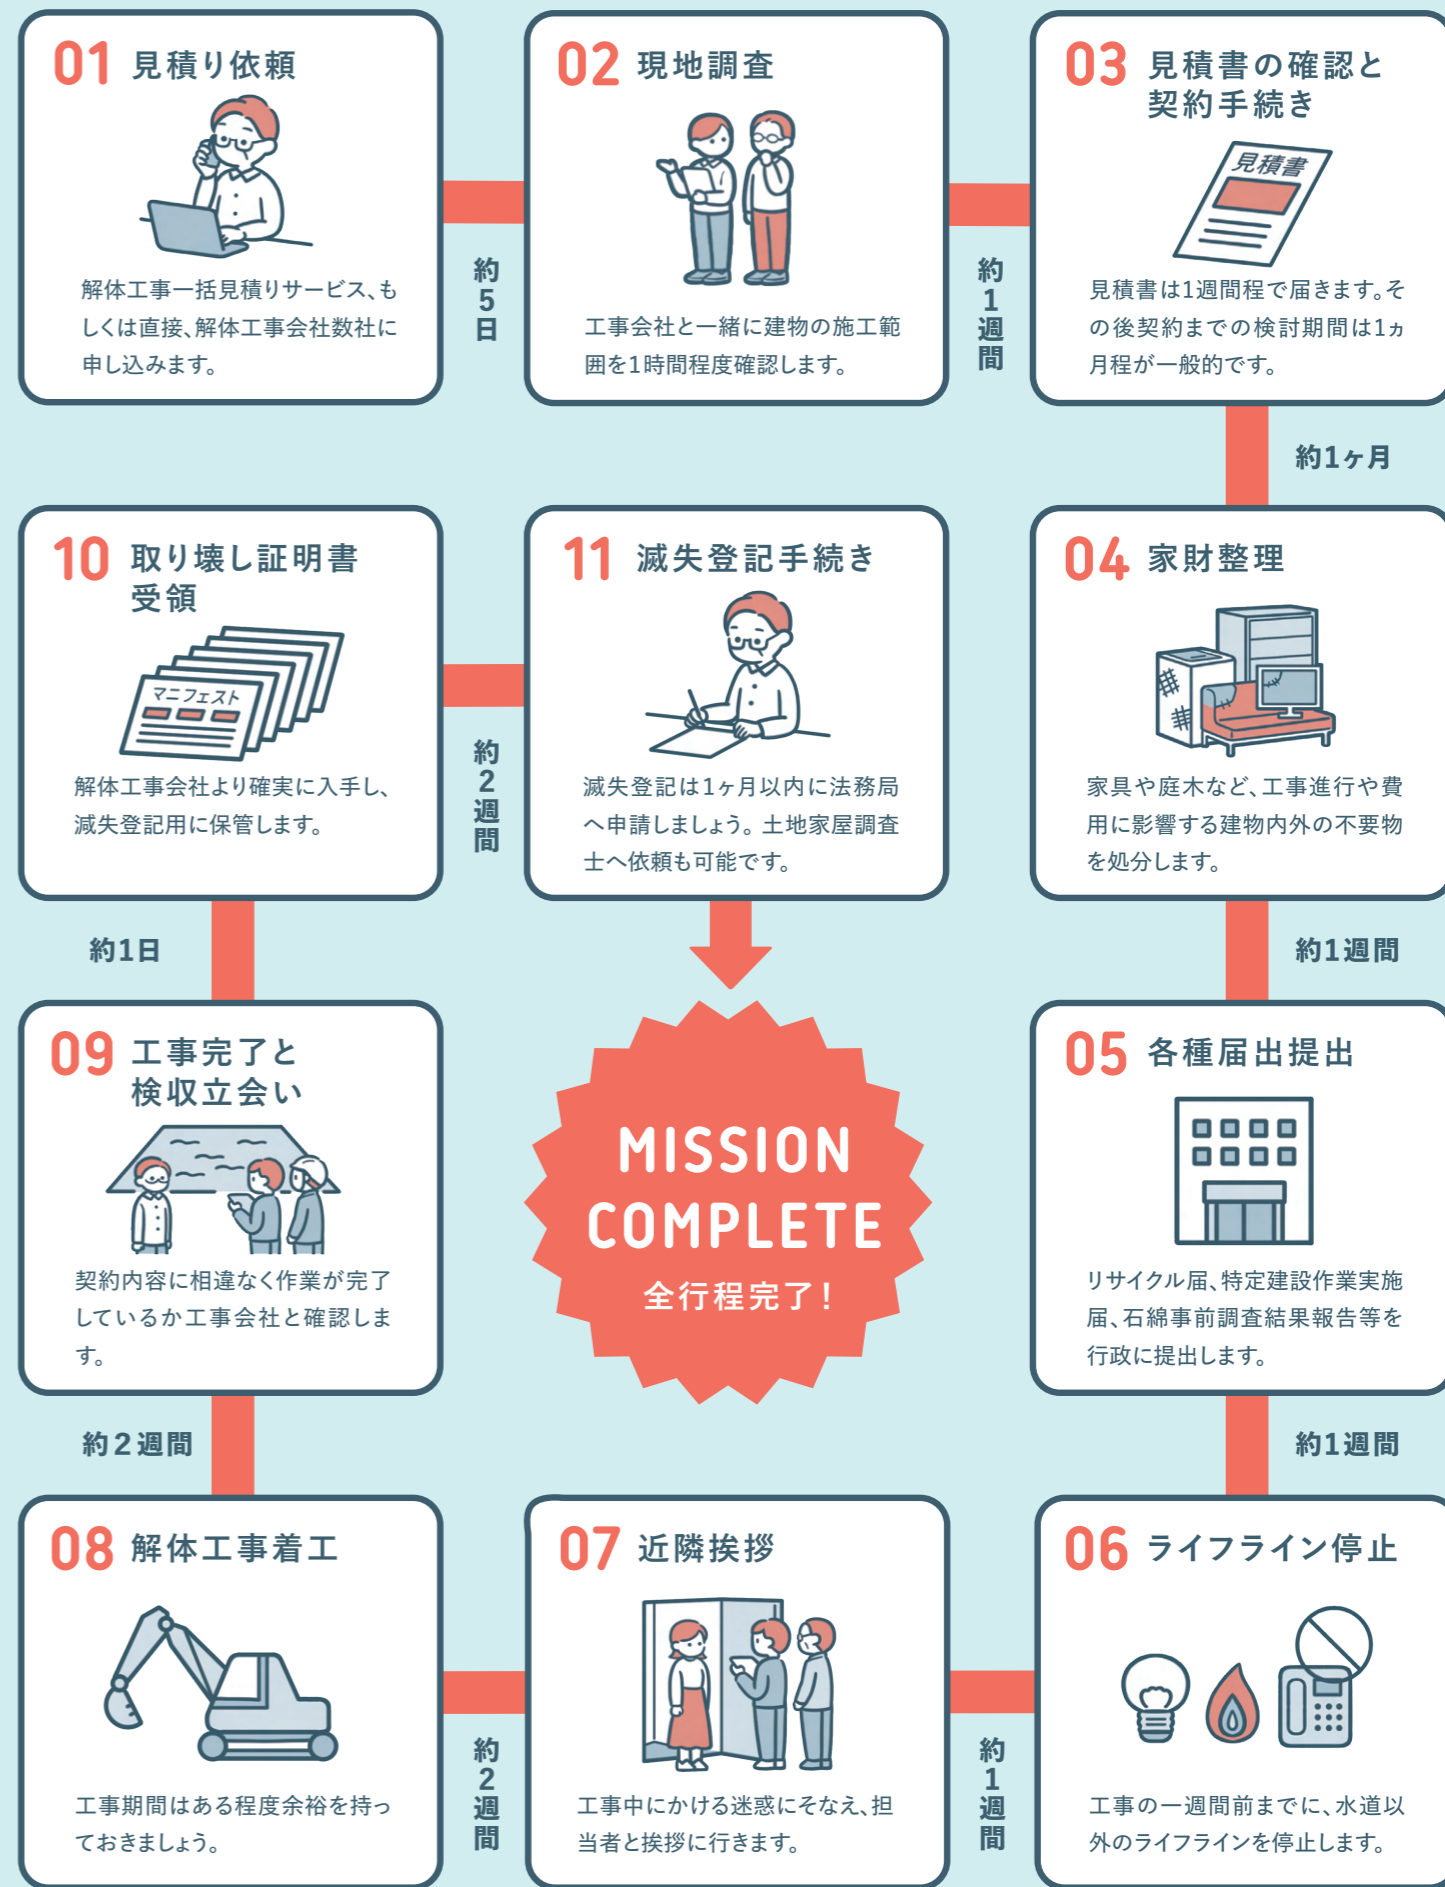 01 見積り依頼
解体工事一括見積りサービス、も
しくは直接、解体工事会社数社に
申し込みます。
約5日
02 現地調査
工事会社と一緒に建物の施工範
囲を1時間程度確認します。
約1週間
03 見積書の確認と
契約手続き
見積書
見積書は1週間程で届きます。そ
の後契約までの検討期間は1ヵ
月程が一般的です。
約1ヶ月
04 家財整理
家具や庭木など、工事進行や費
用に影響する建物内外の不要物
を処分します。
約1週間
05 各種届出提出
リサイクル届、特定建設作業実施
届、石綿事前調査結果報告等を
行政に提出します。
約1週間
06 ライフライン停止
工事の一週間前までに、水道以
外のライフラインを停止します。
約1週間
07 近隣挨拶
工事中にかける迷惑にそなえ、担
当者と挨拶に行きます。
約2週間
08 解体工事着工
工事期間はある程度余裕を持っ
ておきましょう。
約2週間
09 工事完了と
検収立会い
契約内容に相違なく作業が完了
しているか工事会社と確認しま
す。
約1日
10 取り壊し証明書
受領
マニフェスト
解体工事会社より確実に入手し、
滅失登記用に保管します。
約2週間
11 滅失登記手続き
滅失登記は1ヶ月以内に法務局
へ申請しましょう。土地家屋調査
士へ依頼も可能です。
MISSION
COMPLETE
全行程完了!